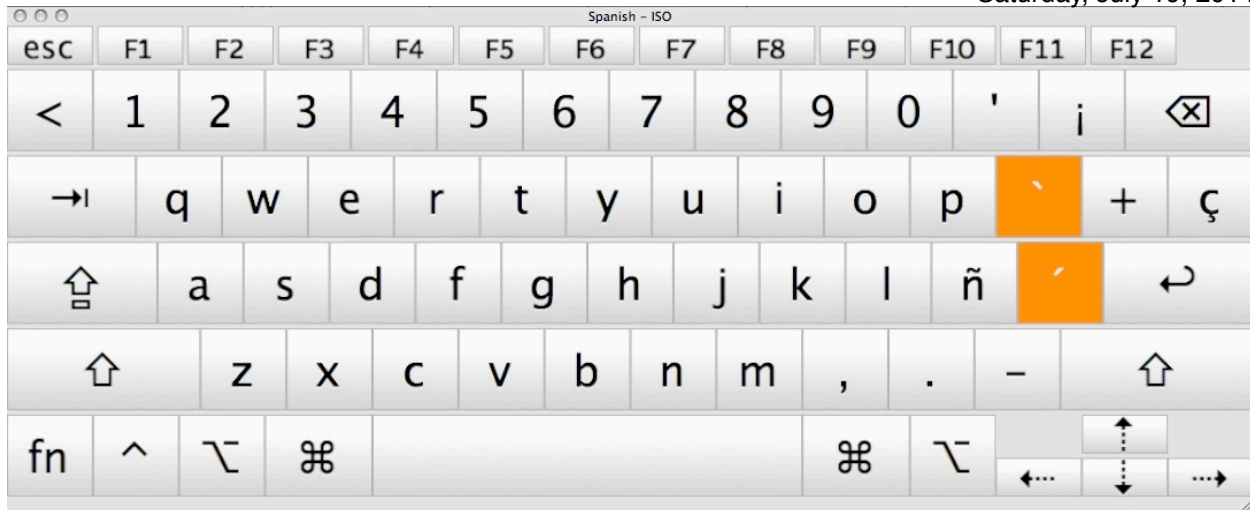 Spanish – ISO
esc F1 F2 F3 F4 F5 F6 F7 F8 F9 F10 F11 F12
< 1 2 3 4 5 6 7 8 9 0 ' ¡
q w e r t y u i o p ` + ç
a s d f g h j k l ñ ´
z x c v b n m , . -
fn ^ ⌥ ⌘ ⌘ ⌥